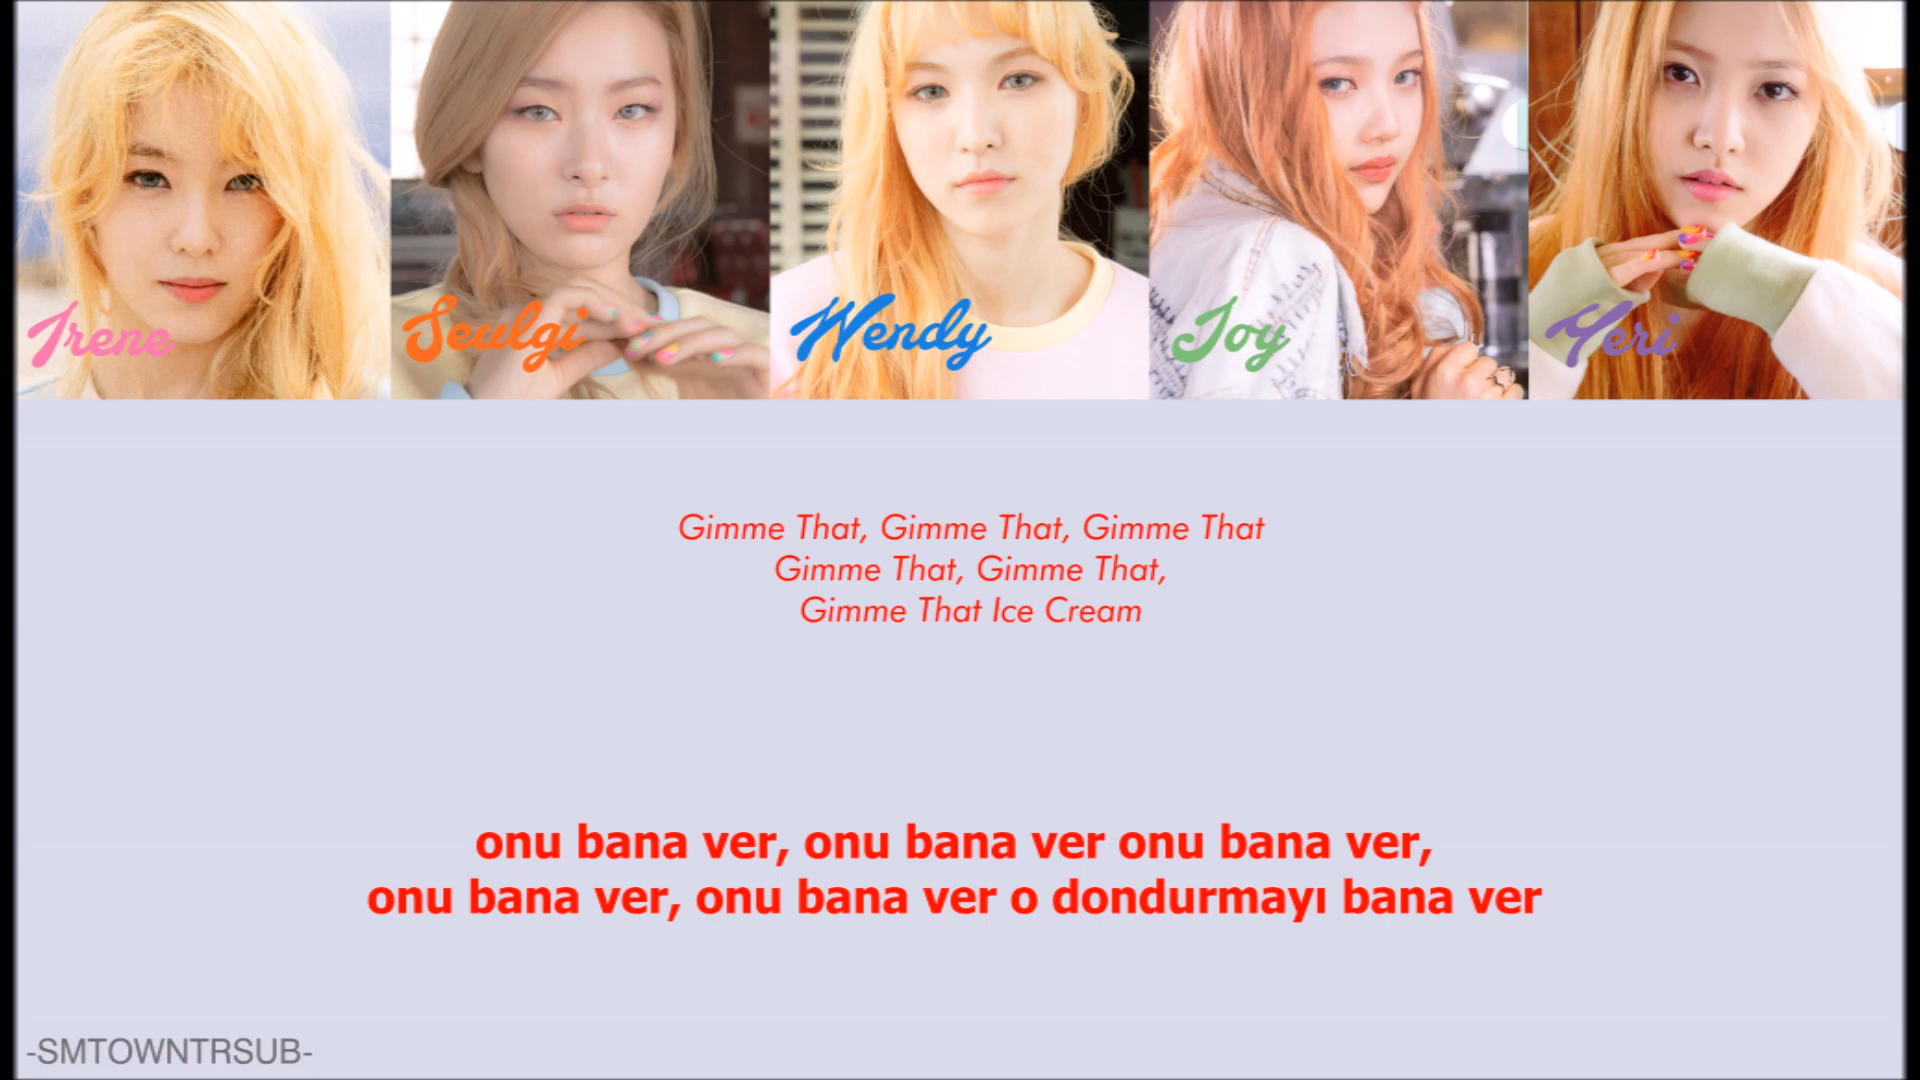 Irene
Seulgi
Wendy
Joy
Yeri
Gimme That, Gimme That, Gimme That
Gimme That, Gimme That,
Gimme That Ice Cream
onu bana ver, onu bana ver onu bana ver,
onu bana ver, onu bana ver o dondurmayı bana ver
-SMTOWNTRSUB-